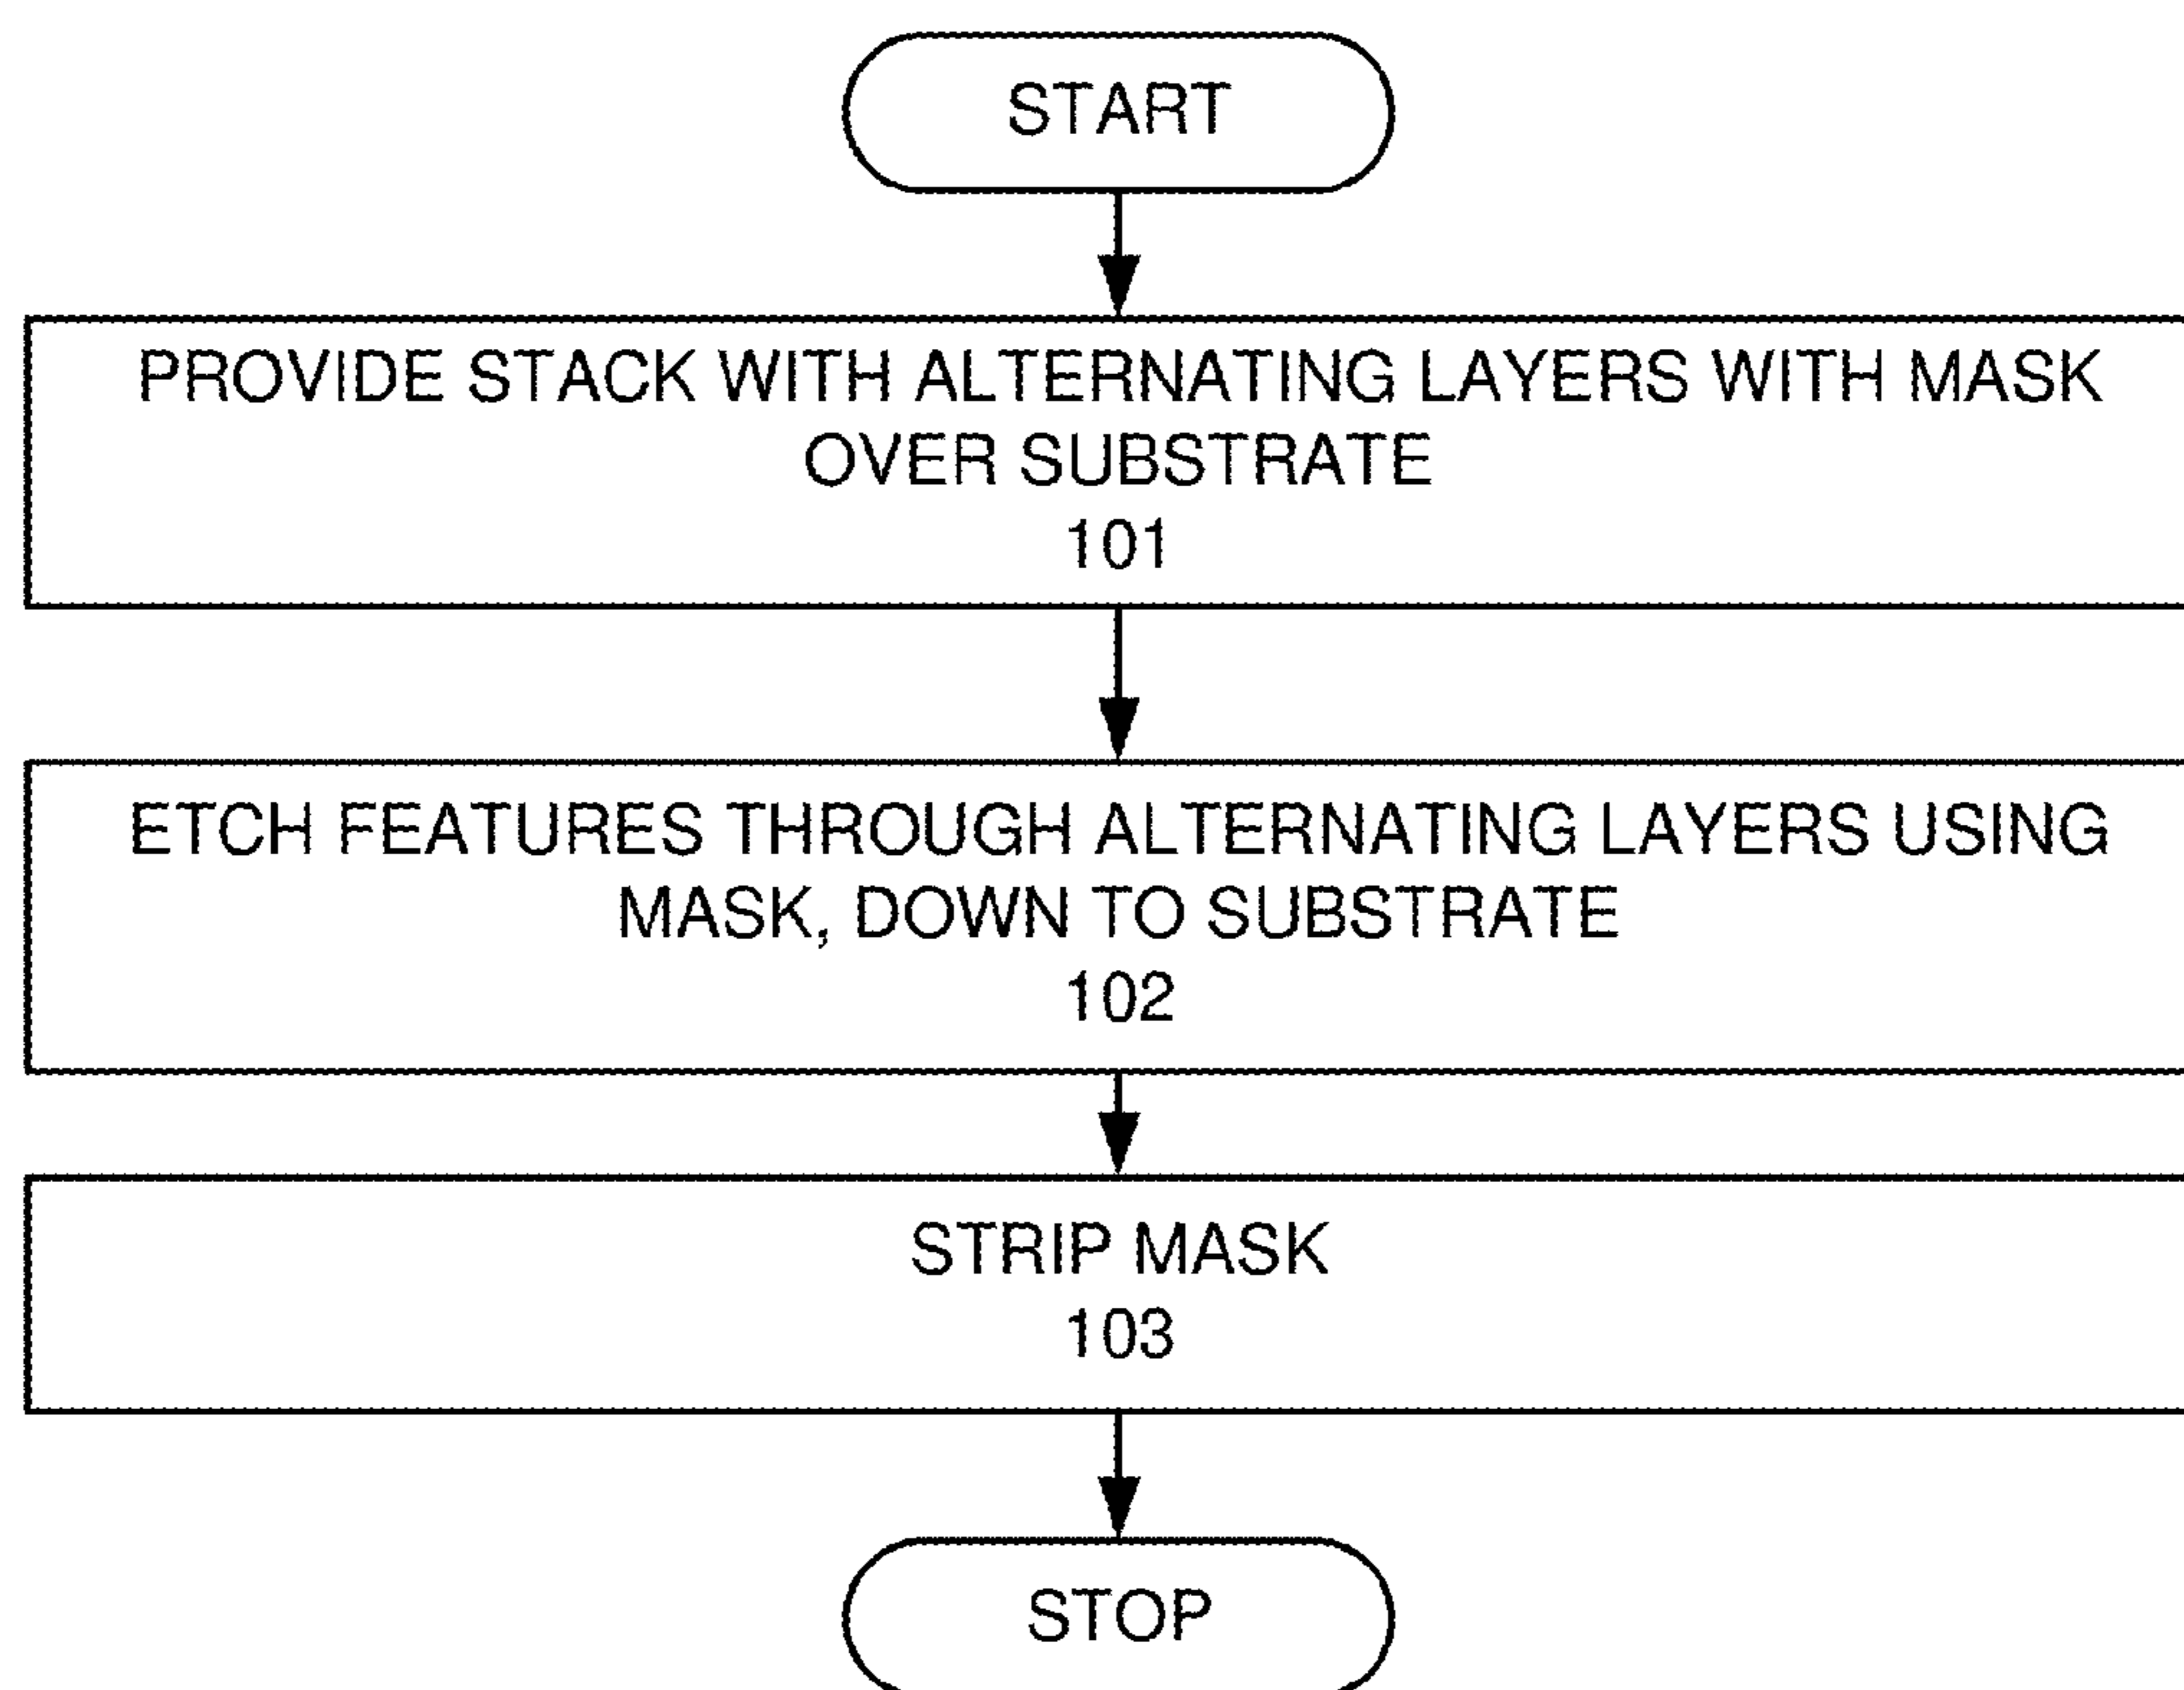 START
PROVIDE STACK WITH ALTERNATING LAYERS WITH MASK
OVER SUBSTRATE
101
ETCH FEATURES THROUGH ALTERNATING LAYERS USING
MASK, DOWN TO SUBSTRATE
102
STRIP MASK
103
STOP